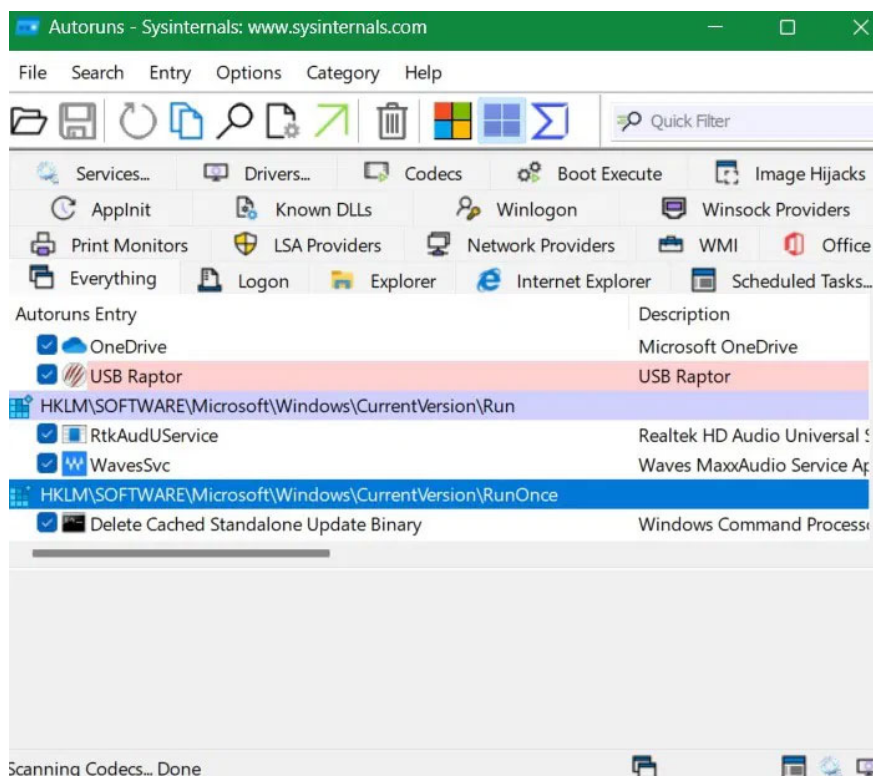 Autoruns - Sysinternals: www.sysinternals.com
File Search Entry Options Category Help
Quick Filter
Services... Drivers... Codecs Boot Execute Image Hijacks
AppInit Known DLLs Winlogon Winsock Providers
Print Monitors LSA Providers Network Providers WMI Office
Everything Logon Explorer Internet Explorer Scheduled Tasks...
Autoruns Entry Description
OneDrive Microsoft OneDrive
USB Raptor USB Raptor
HKLM\SOFTWARE\Microsoft\Windows\CurrentVersion\Run
RtkAudUService Realtek HD Audio Universal S
WavesSvc Waves MaxxAudio Service Ap
HKLM\SOFTWARE\Microsoft\Windows\CurrentVersion\RunOnce
Delete Cached Standalone Update Binary Windows Command Processo
Scanning Codecs... Done